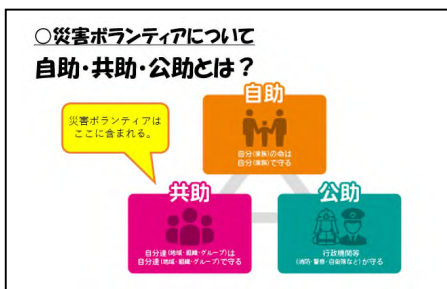 ○災害ボランティアについて
自助・共助・公助とは？
災害ボランティアは
ここに含まれる。
自助
自分(家族)の命は
自分(家族)で守る
共助
自分達(地域・組織・グループ)は
自分達(地域・組織・グループ)で守る
公助
行政機関等
(消防・警察・自衛隊など)が守る